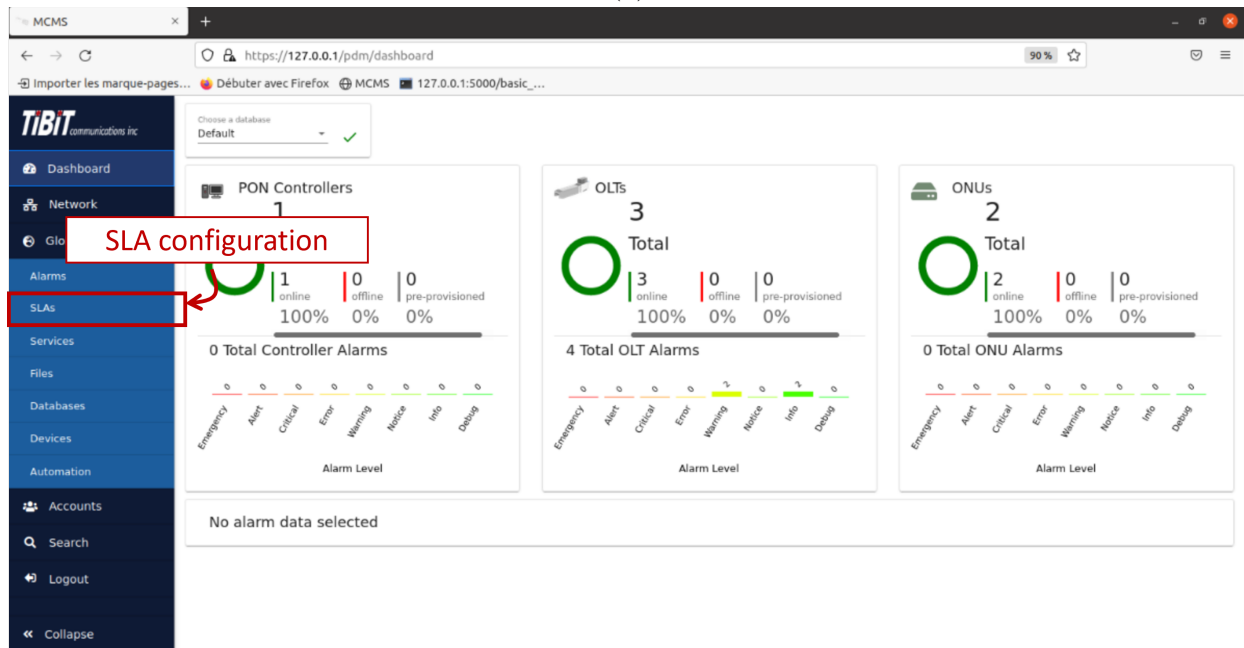 MCMS
https://127.0.0.1/pdm/dashboard
90 %
Importer les marque-pages...
Débuter avec Firefox
MCMS
127.0.0.1:5000/basic_...
TiBiT communications inc
Choose a database
Default
Dashboard
Network
Glo
SLA configuration
Alarms
SLAs
Services
Files
Databases
Devices
Automation
Accounts
Search
Logout
Collapse
PON Controllers
1
1 online 100%
0 offline 0%
0 pre-provisioned 0%
0 Total Controller Alarms
0 0 0 0 0 0 0 0
Emergency Alert Critical Error Warning Notice Info Debug
Alarm Level
OLTs
3
Total
3 online 100%
0 offline 0%
0 pre-provisioned 0%
4 Total OLT Alarms
0 0 0 0 2 0 2 0
Emergency Alert Critical Error Warning Notice Info Debug
Alarm Level
ONUs
2
Total
2 online 100%
0 offline 0%
0 pre-provisioned 0%
0 Total ONU Alarms
0 0 0 0 0 0 0 0
Emergency Alert Critical Error Warning Notice Info Debug
Alarm Level
No alarm data selected